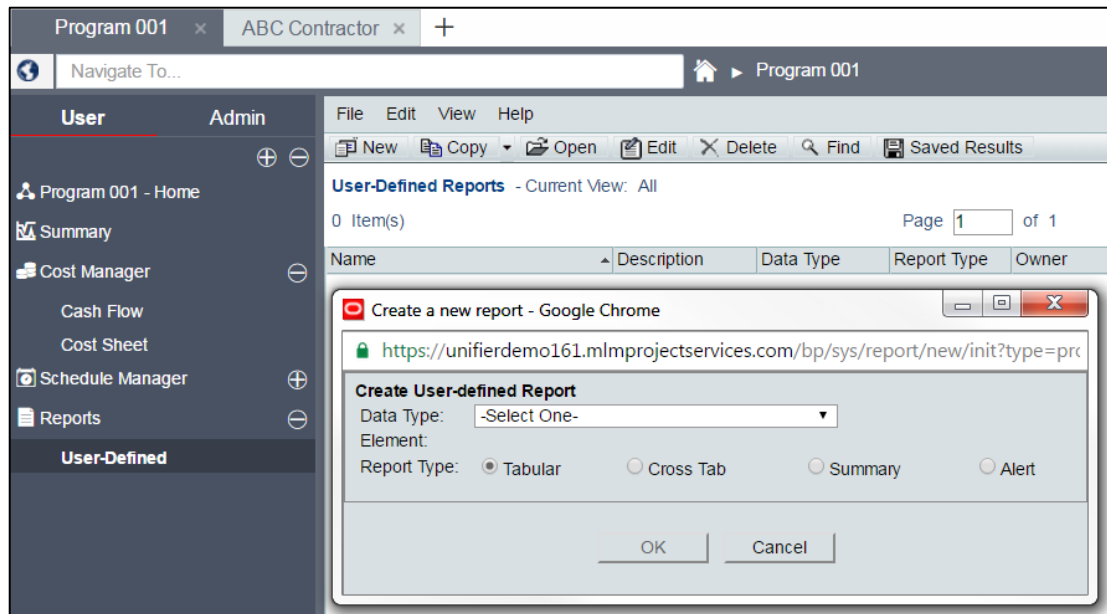 Program 001 × ABC Contractor × +
Navigate To... Program 001
User Admin
File Edit View Help
New Copy Open Edit Delete Find Saved Results
Program 001 - Home
User-Defined Reports - Current View: All
Summary
0 Item(s) Page 1 of 1
Cost Manager
Name Description Data Type Report Type Owner
Cash Flow
Cost Sheet
Schedule Manager
Reports
User-Defined
Create a new report - Google Chrome
https://unifierdemo161.mlmprojectservices.com/bp/sys/report/new/init?type=pro
Create User-defined Report
Data Type: -Select One-
Element:
Report Type: Tabular Cross Tab Summary Alert
OK Cancel